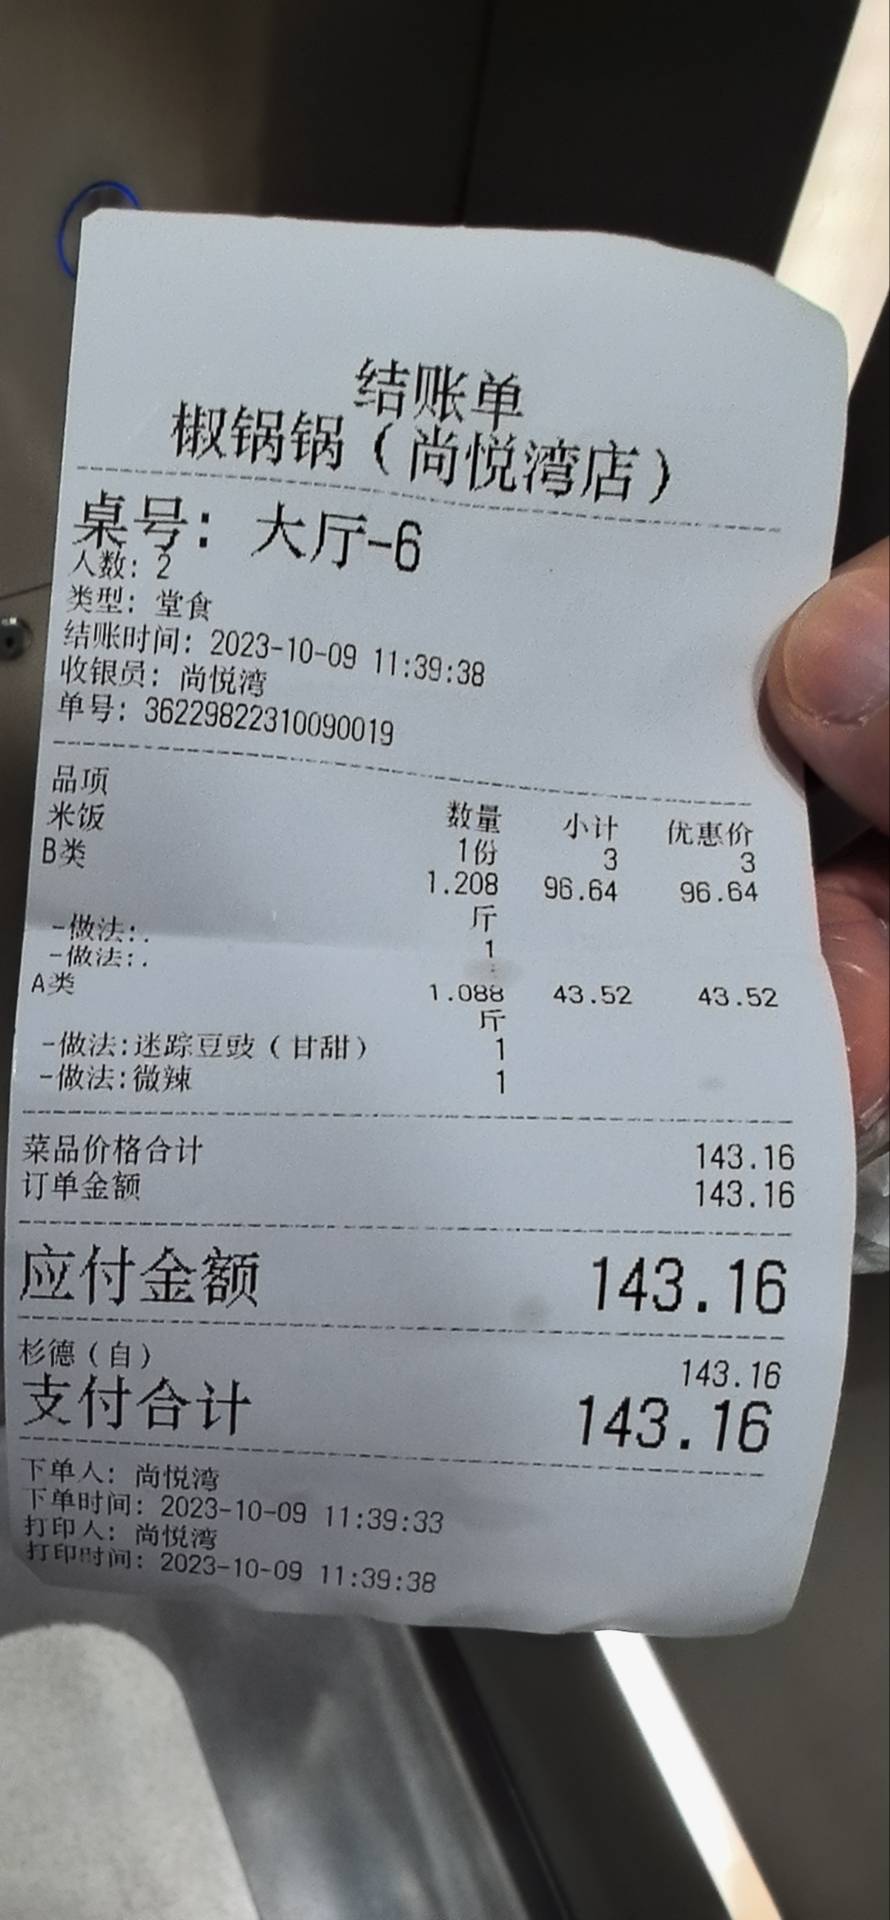 结账单
椒锅锅（尚悦湾店）
桌号：大厅-6
人数：2
类型：堂食
结账时间：2023-10-09 11:39:38
收银员：尚悦湾
单号：36229822310090019
品项 数量 小计 优惠价
米饭 1份 3 3
B类 1.208 96.64 96.64
斤
-做法:. 1
-做法:.
A类 1.088 43.52 43.52
斤
-做法:迷踪豆豉（甘甜） 1
-做法:微辣 1
菜品价格合计 143.16
订单金额 143.16
应付金额 143.16
杉德（自） 143.16
支付合计 143.16
下单人：尚悦湾
下单时间：2023-10-09 11:39:33
打印人：尚悦湾
打印时间：2023-10-09 11:39:38